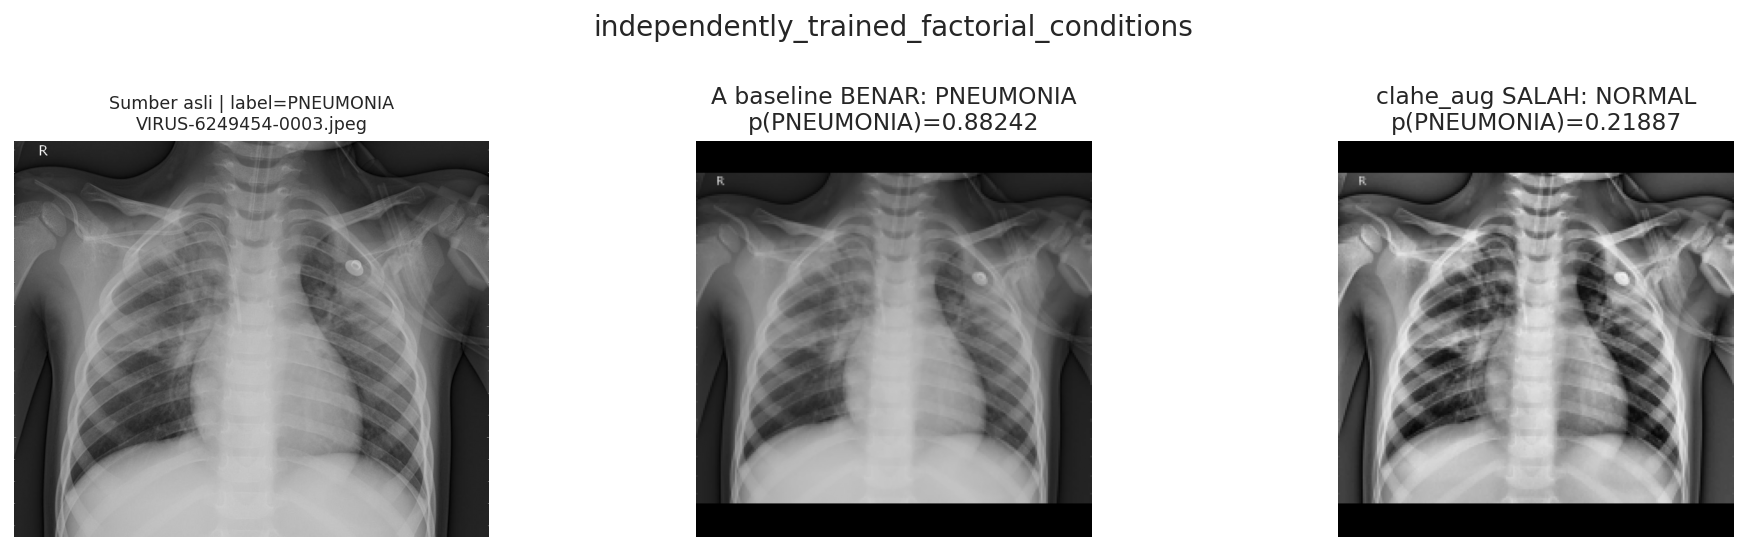 independently_trained_factorial_conditions
Sumber asli | label=PNEUMONIA
VIRUS-6249454-0003.jpeg
A baseline BENAR: PNEUMONIA
p(PNEUMONIA)=0.88242
clahe_aug SALAH: NORMAL
p(PNEUMONIA)=0.21887
R
R
R